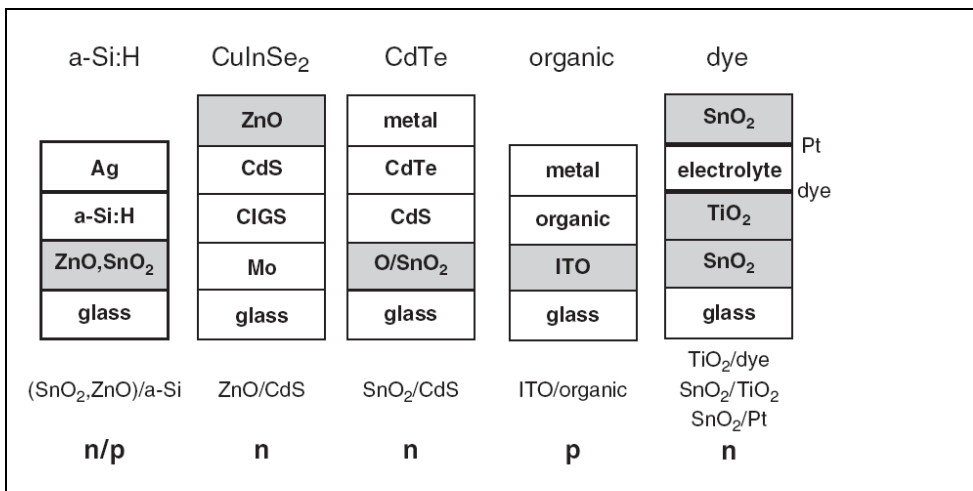 a-Si:H CuInSe₂ CdTe organic dye
ZnO metal SnO₂
Pt
Ag CdS CdTe metal electrolyte
dye
a-Si:H CIGS CdS organic TiO₂
ZnO,SnO₂ Mo O/SnO₂ ITO SnO₂
glass glass glass glass glass
TiO₂/dye
(SnO₂,ZnO)/a-Si ZnO/CdS SnO₂/CdS ITO/organic SnO₂/TiO₂
SnO₂/Pt
n/p n n p n